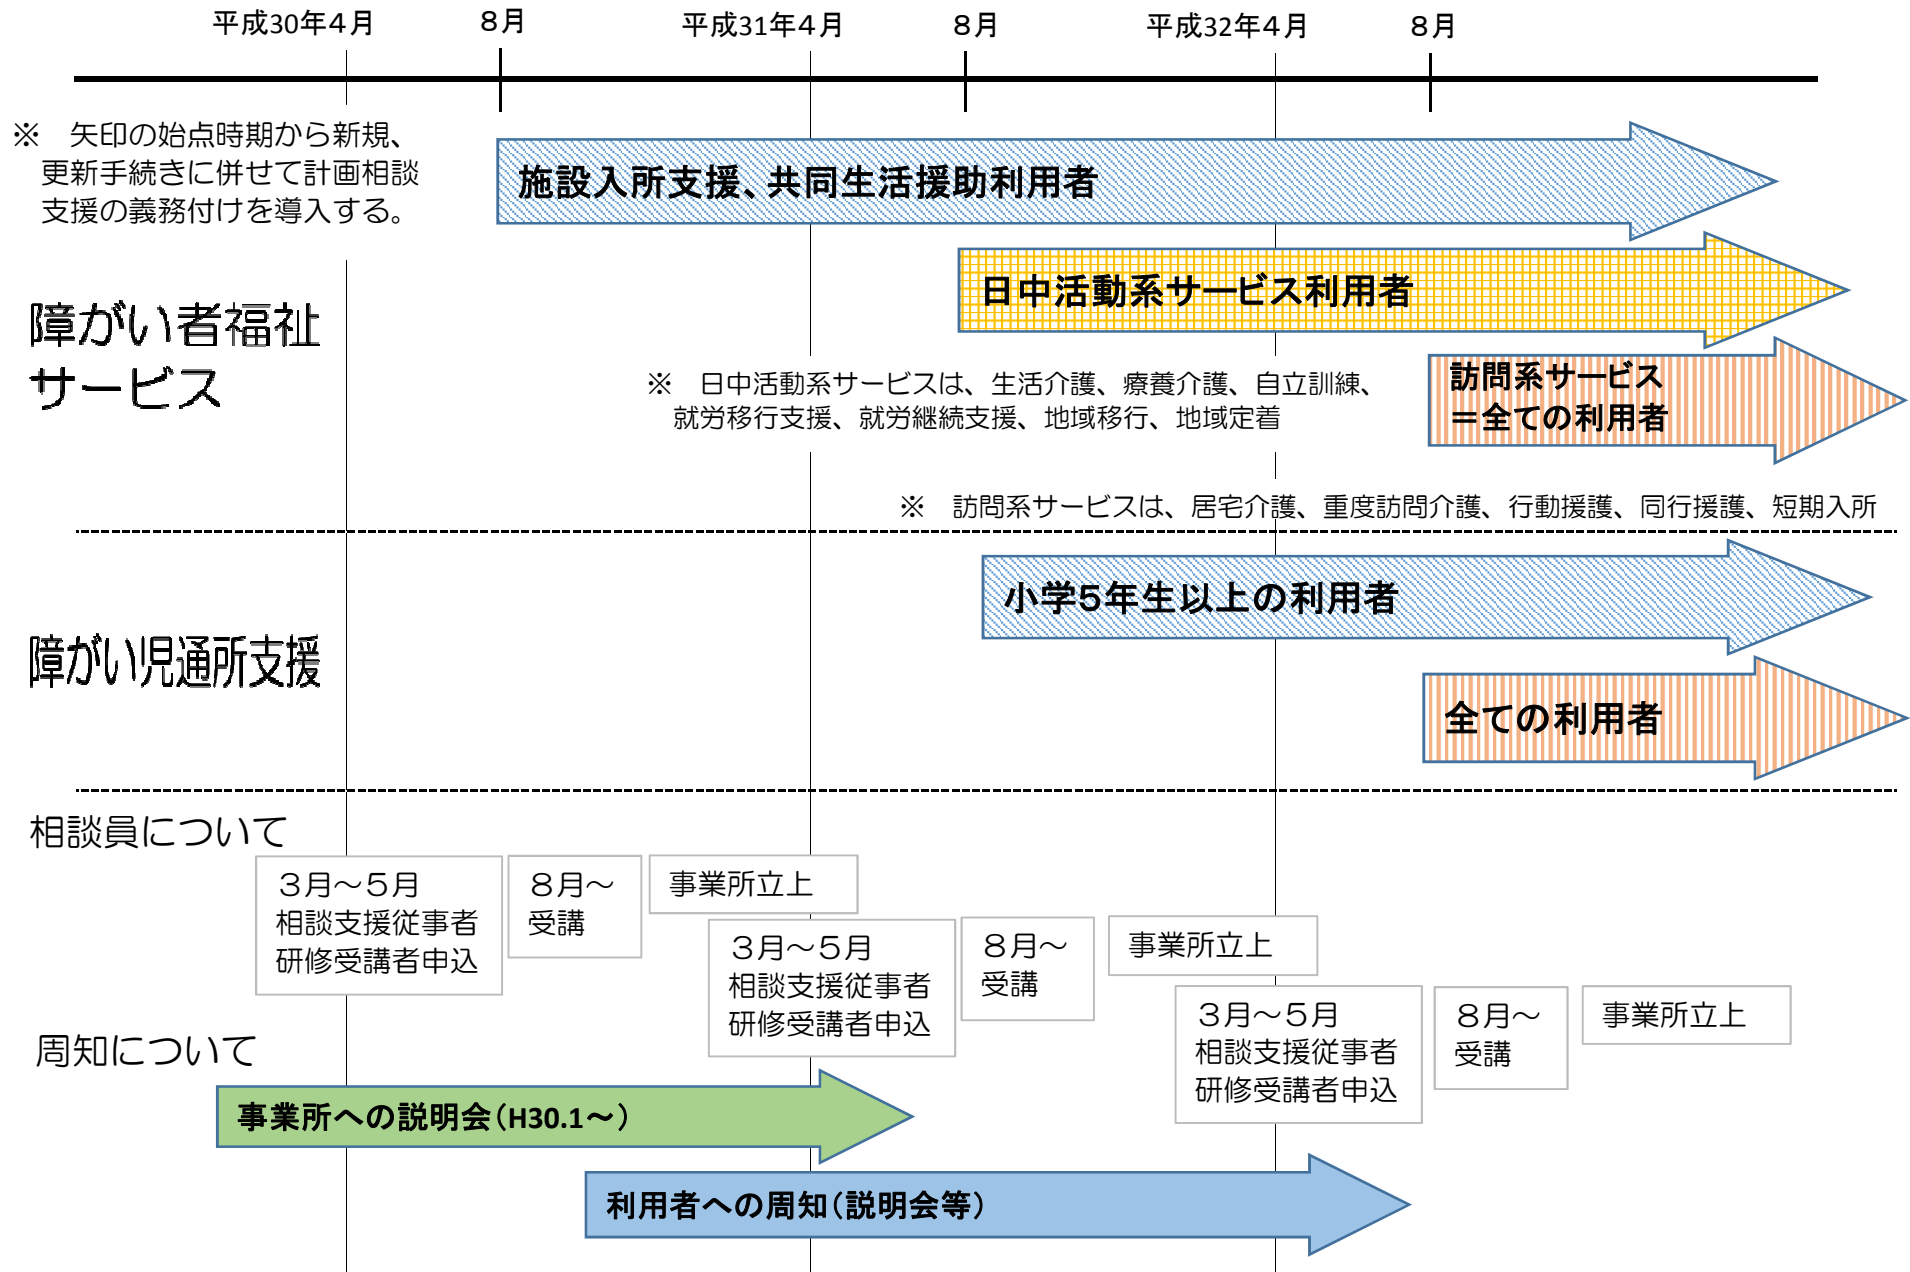 平成30年４月　８月　平成31年４月　８月　平成32年４月　８月
※　矢印の始点時期から新規、
更新手続きに併せて計画相談
支援の義務付けを導入する。
施設入所支援、共同生活援助利用者
日中活動系サービス利用者
障がい者福祉
サービス
訪問系サービス
＝全ての利用者
※　日中活動系サービスは、生活介護、療養介護、自立訓練、
就労移行支援、就労継続支援、地域移行、地域定着
※　訪問系サービスは、居宅介護、重度訪問介護、行動援護、同行援護、短期入所
小学５年生以上の利用者
障がい児通所支援
全ての利用者
相談員について
３月～５月
相談支援従事者
研修受講者申込
８月～
受講
事業所立上
３月～５月
相談支援従事者
研修受講者申込
８月～
受講
事業所立上
３月～５月
相談支援従事者
研修受講者申込
８月～
受講
事業所立上
周知について
事業所への説明会（H30.1～）
利用者への周知（説明会等）